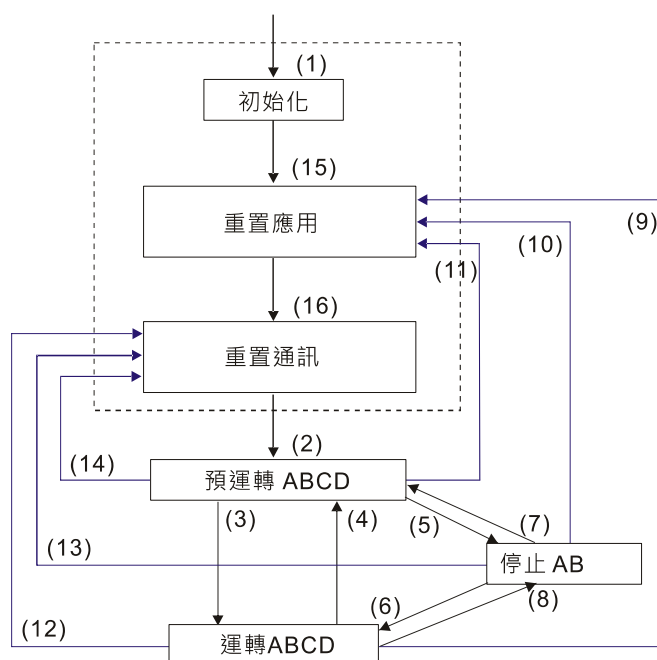 (1)
初始化
(15)
重置應用
(9)
(10)
(11)
(16)
重置通訊
(2)
(14)
預運轉 ABCD
(3)
(4)
(5)
(7)
(13)
停止 AB
(6)
(8)
(12)
運轉ABCD